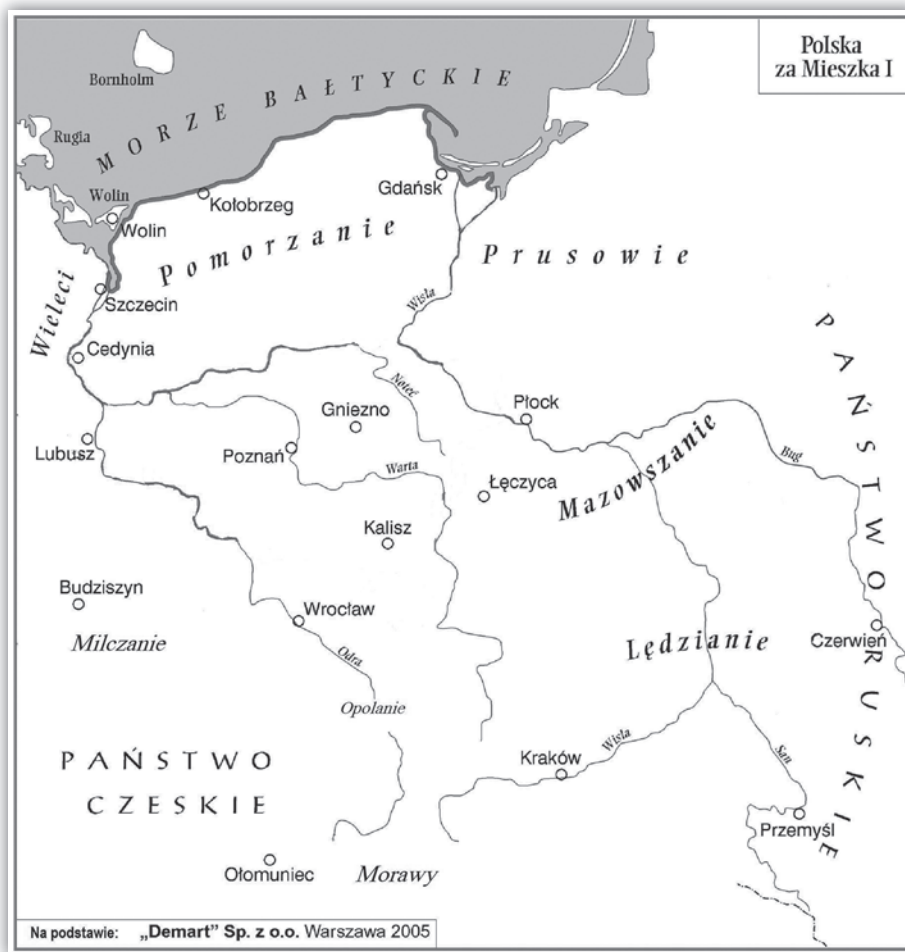 Polska
za Mieszka I
Bornholm
MORZE BAŁTYCKIE
Rugia
Wolin
Wolin
Kołobrzeg
Gdańsk
Pomorzanie
Prusowie
Wieleci
Szczecin
Wisła
Cedynia
PAŃSTWO RUSKIE
Noteć
Gniezno
Płock
Lubusz
Poznań
Warta
Łęczyca
Mazowszanie
Bug
Kalisz
Budziszyn
Wrocław
Milczanie
Odra
Lędzianie
Czerwień
Opolanie
PAŃSTWO
CZESKIE
Kraków
Wisła
San
Przemyśl
Ołomuniec
Morawy
Na podstawie: „Demart” Sp. z o.o. Warszawa 2005